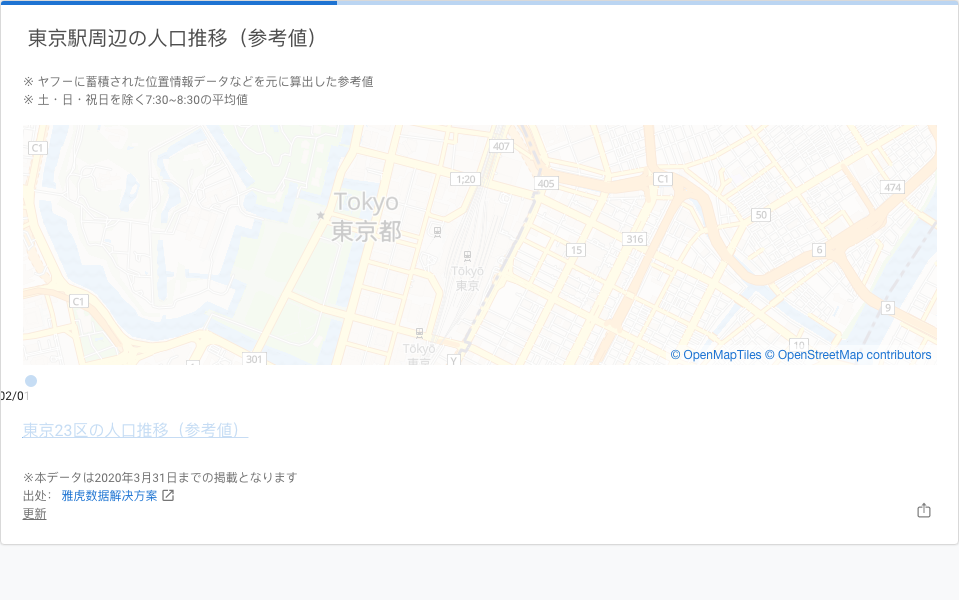 東京駅周辺の人口推移（参考値）
※ ヤフーに蓄積された位置情報データなどを元に算出した参考値
※ 土・日・祝日を除く7:30~8:30の平均値
C1
407
1;20
405
C1
474
Tokyo
東京都
50
316
15
6
Tōkyō
東京
C1
9
Tōkyō
東京
301
1
Y
10
© OpenMapTiles © OpenStreetMap contributors
02/01
東京23区の人口推移（参考値）
※本データは2020年3月31日までの掲載となります
出处： 雅虎数据解决方案
更新